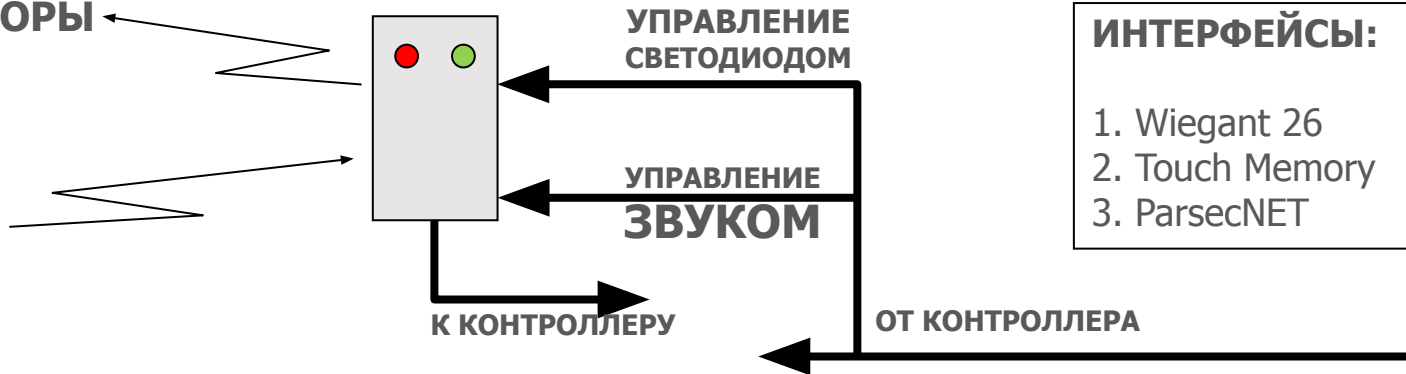 ОРЫ
УПРАВЛЕНИЕ
СВЕТОДИОДОМ
УПРАВЛЕНИЕ
ЗВУКОМ
К КОНТРОЛЛЕРУ
ОТ КОНТРОЛЛЕРА
ИНТЕРФЕЙСЫ:
1. Wiegant 26
2. Touch Memory
3. ParsecNET